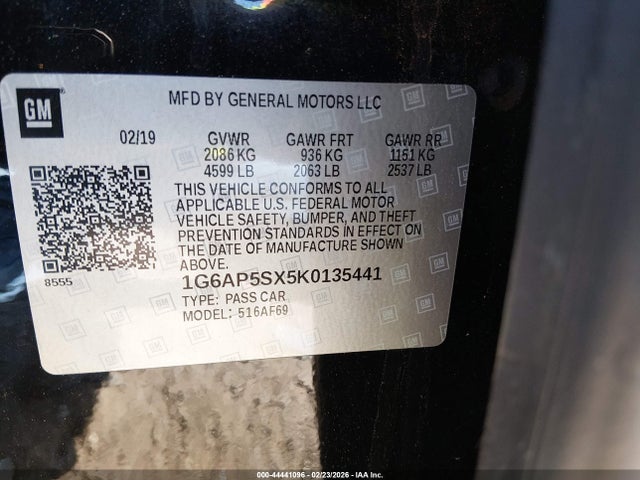 GM
MFD BY GENERAL MOTORS LLC
02/19 GVWR GAWR FRT GAWR RR
2086 KG 936 KG 1151 KG
4599 LB 2063 LB 2537 LB
THIS VEHICLE CONFORMS TO ALL
APPLICABLE U.S. FEDERAL MOTOR
VEHICLE SAFETY, BUMPER, AND THEFT
PREVENTION STANDARDS IN EFFECT ON
THE DATE OF MANUFACTURE SHOWN
ABOVE.
8555
1G6AP5SX5K0135441
TYPE: PASS CAR
MODEL: 516AF69
000-44441096 - 02/23/2026 - IAA Inc.